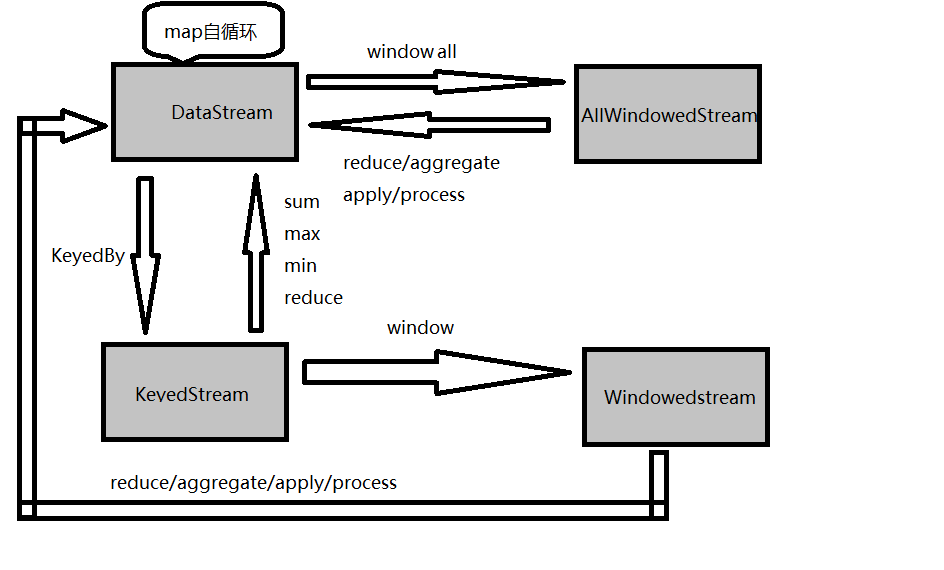 map自循环
window all
DataStream
AllWindowedStream
reduce/aggregate
apply/process
sum
max
min
reduce
KeyedBy
window
KeyedStream
Windowedstream
reduce/aggregate/apply/process